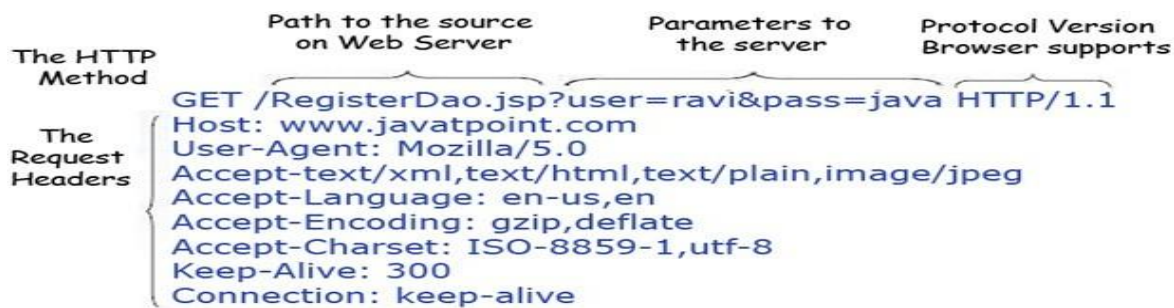 Path to the source
on Web Server
Parameters to
the server
Protocol Version
Browser supports
The HTTP
Method
GET /RegisterDao.jsp?user=ravi&pass=java HTTP/1.1
The
Request
Headers
Host: www.javatpoint.com
User-Agent: Mozilla/5.0
Accept-text/xml,text/html,text/plain,image/jpeg
Accept-Language: en-us,en
Accept-Encoding: gzip,deflate
Accept-Charset: ISO-8859-1,utf-8
Keep-Alive: 300
Connection: keep-alive